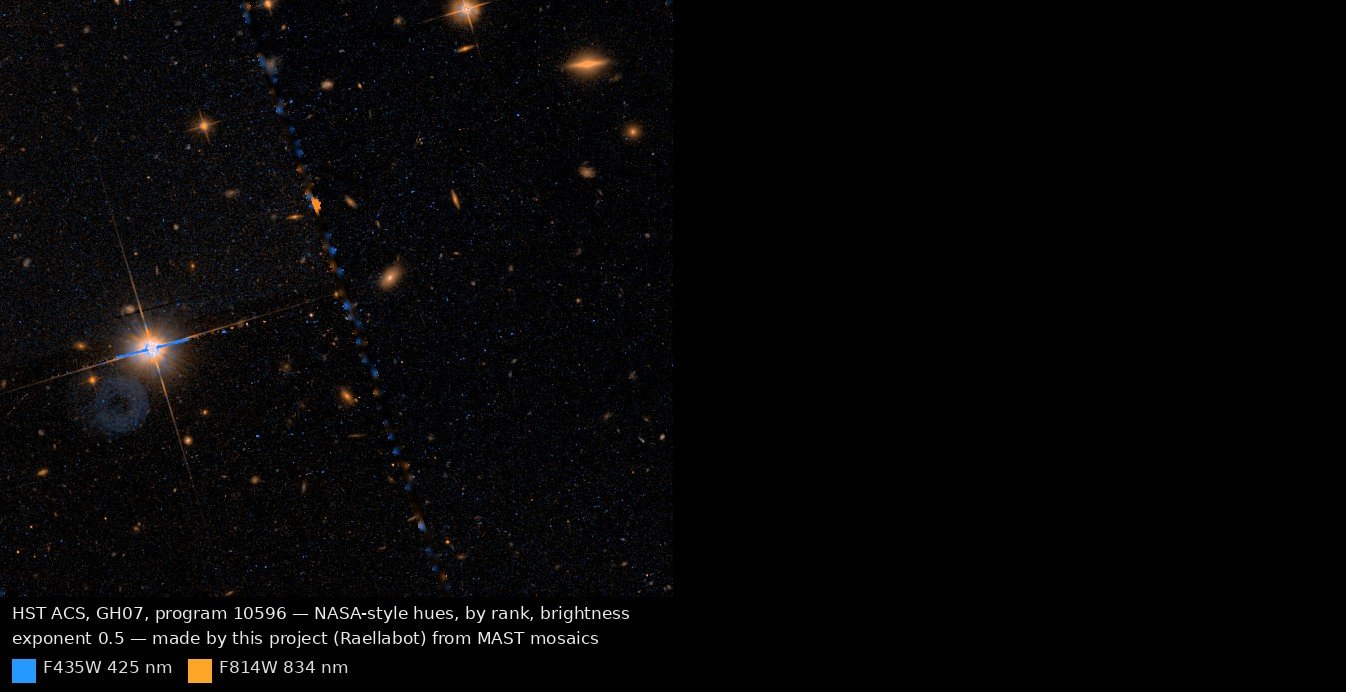 HST ACS, GH07, program 10596 — NASA-style hues, by rank, brightness
exponent 0.5 — made by this project (Raellabot) from MAST mosaics
F435W 425 nm F814W 834 nm